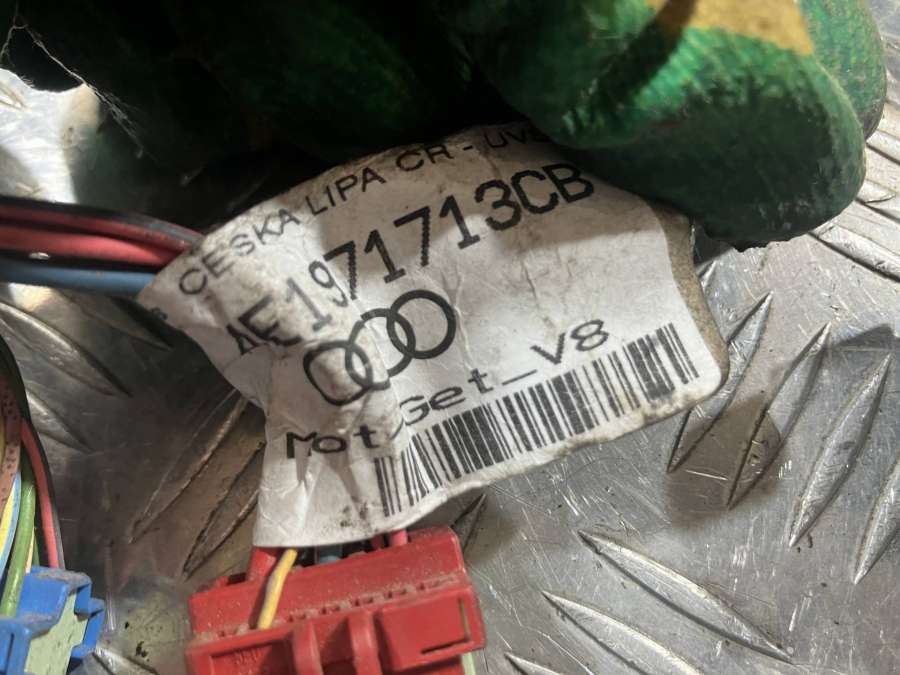 CESKA LIPA CR - UV
4E1971713CB
Mot Get_V8